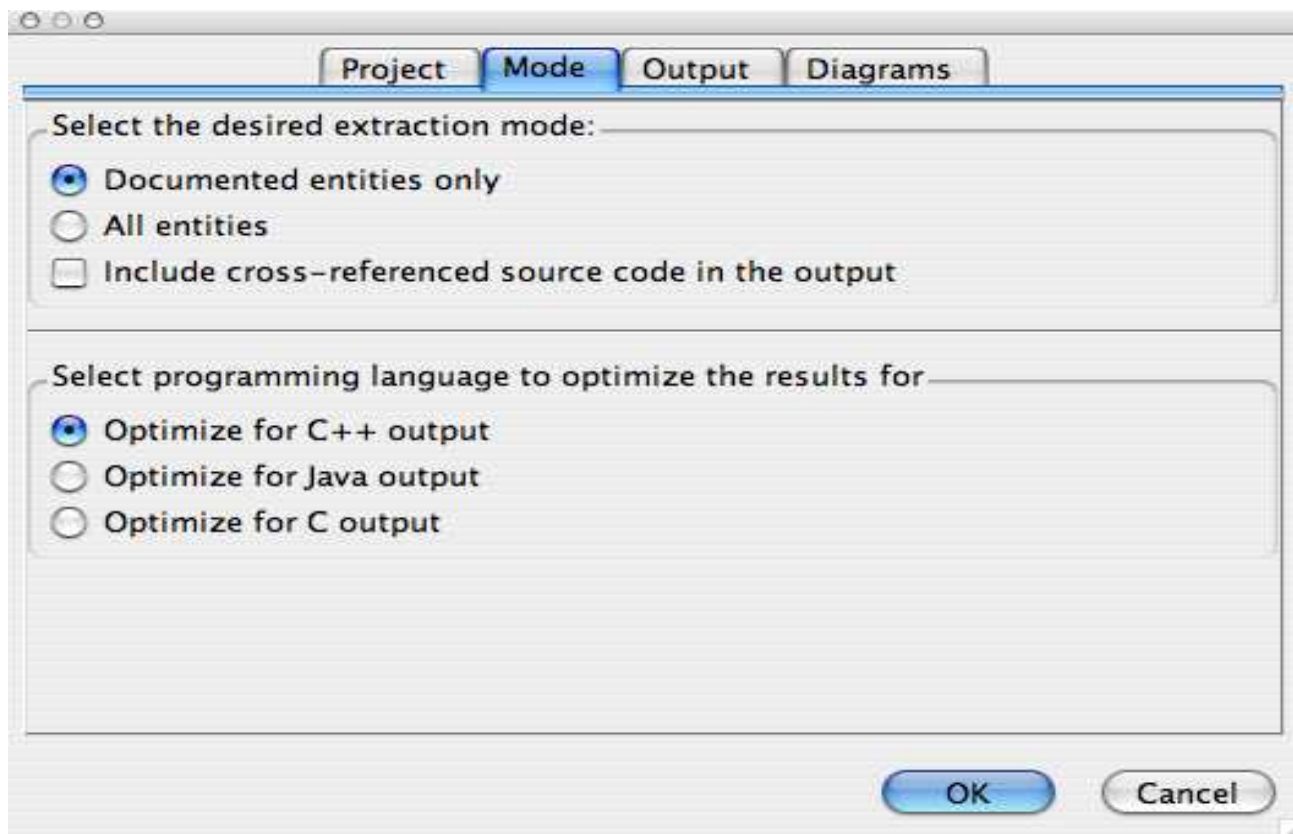 Project Mode Output Diagrams
Select the desired extraction mode:
Documented entities only
All entities
Include cross-referenced source code in the output
Select programming language to optimize the results for
Optimize for C++ output
Optimize for Java output
Optimize for C output
OK Cancel